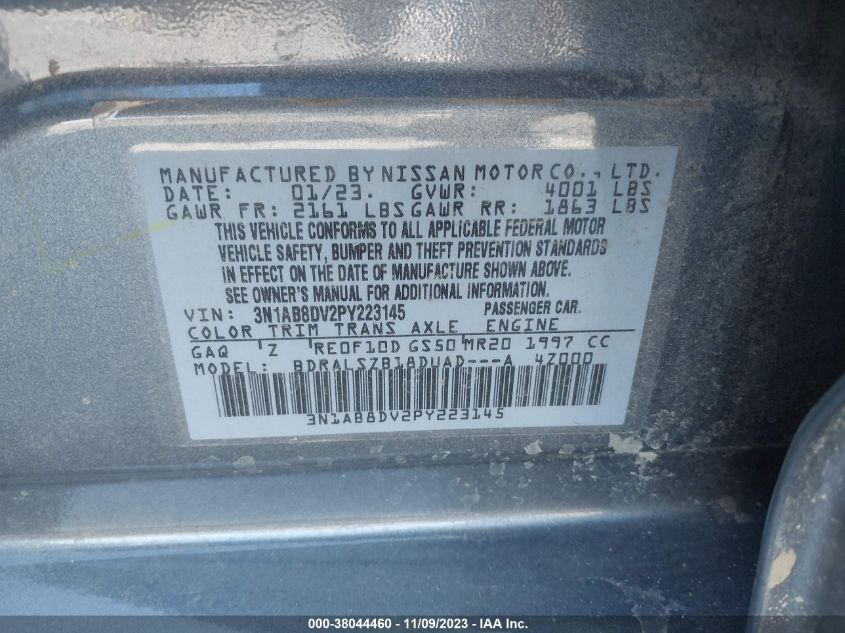 MANUFACTURED BY NISSAN MOTOR CO., LTD.
DATE: 01/23. GVWR: 4001 LBS
GAWR FR: 2161 LBS GAWR RR: 1863 LBS
THIS VEHICLE CONFORMS TO ALL APPLICABLE FEDERAL MOTOR
VEHICLE SAFETY, BUMPER AND THEFT PREVENTION STANDARDS
IN EFFECT ON THE DATE OF MANUFACTURE SHOWN ABOVE.
SEE OWNER'S MANUAL FOR ADDITIONAL INFORMATION.
VIN: 3N1AB8DV2PY223145 PASSENGER CAR.
COLOR TRIM TRANS AXLE ENGINE
GAQ Z RE0F10D GS50 MR20 1997 CC
MODEL: BDRALSZB18DUAD---A 4Z000
3N1AB8DV2PY223145
000-38044460 - 11/09/2023 - IAA Inc.